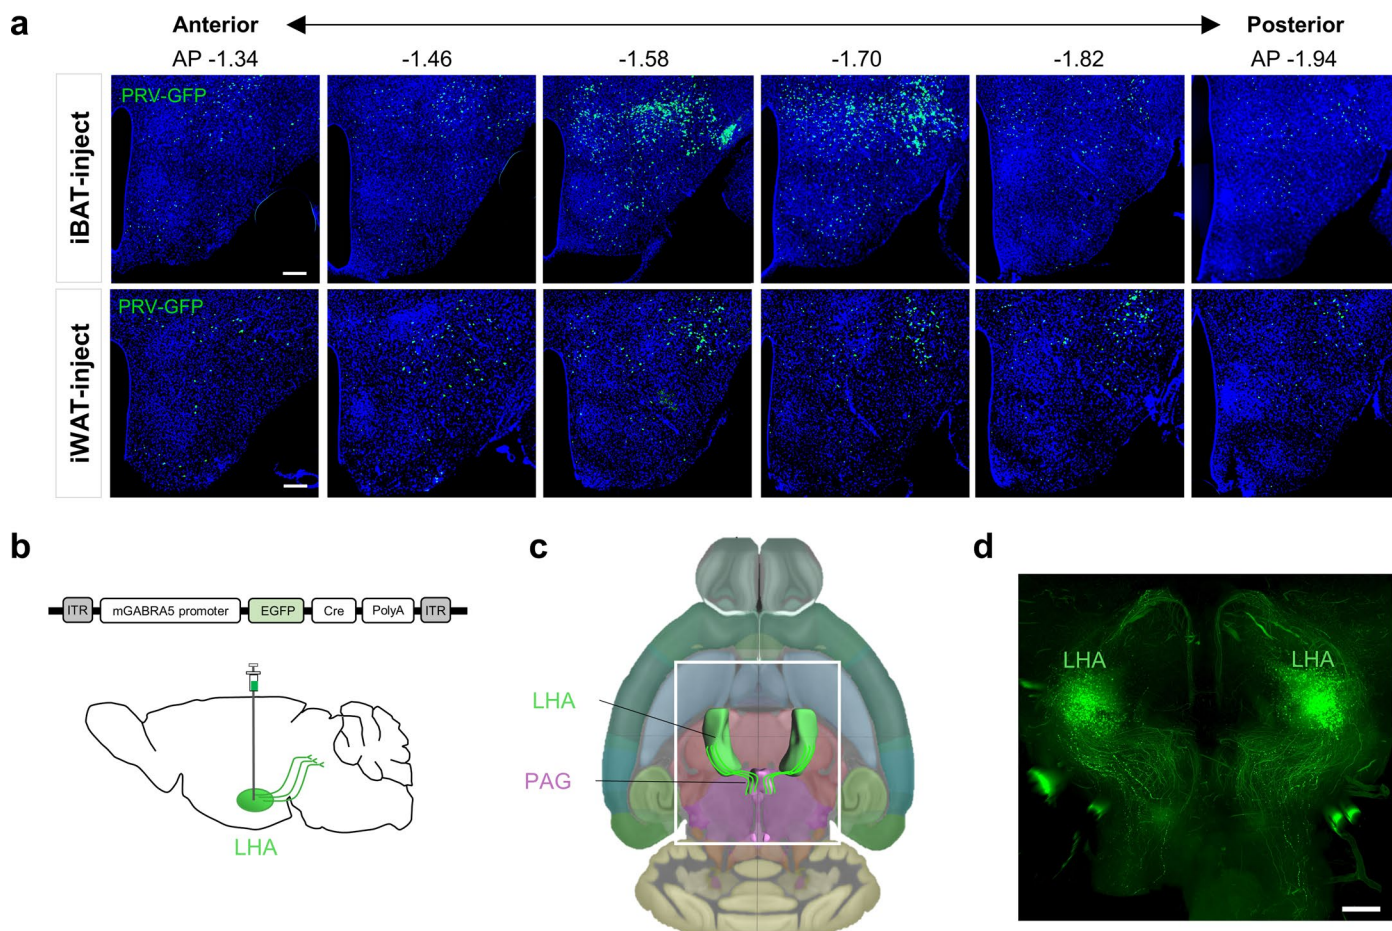 a
Anterior Posterior
AP -1.34 -1.46 -1.58 -1.70 -1.82 AP -1.94
iBAT-inject
PRV-GFP
iWAT-inject
PRV-GFP
b
ITR mGABRA5 promoter EGFP Cre PolyA ITR
LHA
c
LHA
PAG
d
LHA LHA